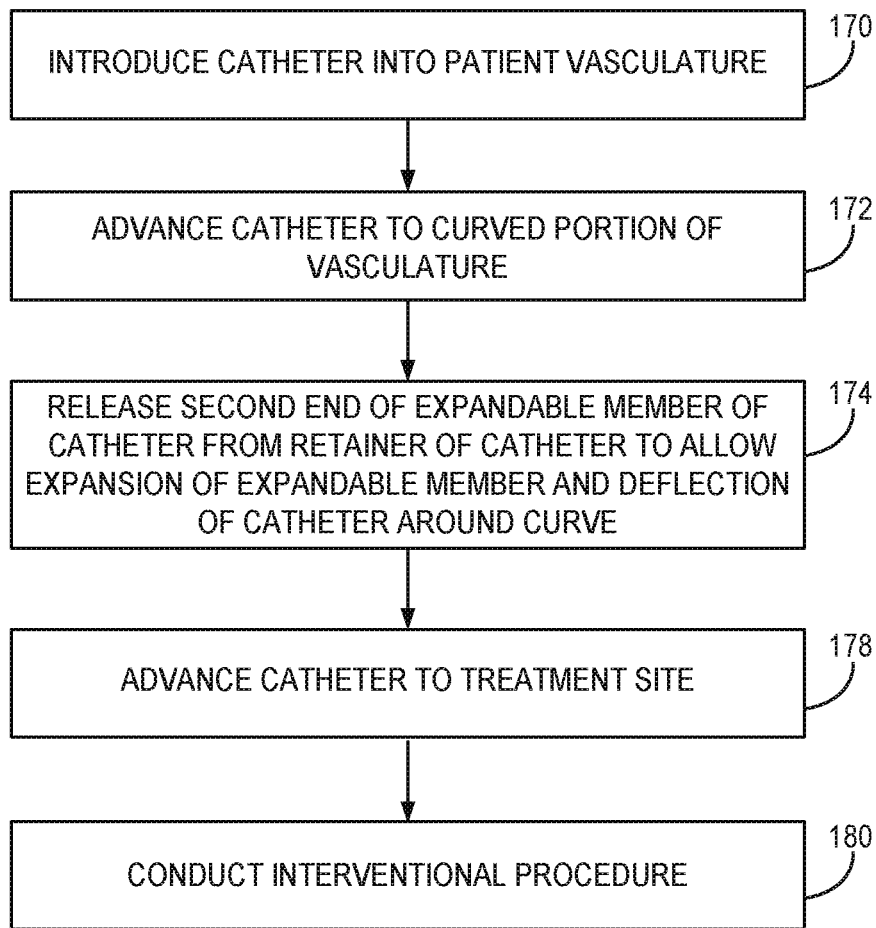 170
INTRODUCE CATHETER INTO PATIENT VASCULATURE
172
ADVANCE CATHETER TO CURVED PORTION OF
VASCULATURE
174
RELEASE SECOND END OF EXPANDABLE MEMBER OF
CATHETER FROM RETAINER OF CATHETER TO ALLOW
EXPANSION OF EXPANDABLE MEMBER AND DEFLECTION
OF CATHETER AROUND CURVE
178
ADVANCE CATHETER TO TREATMENT SITE
180
CONDUCT INTERVENTIONAL PROCEDURE